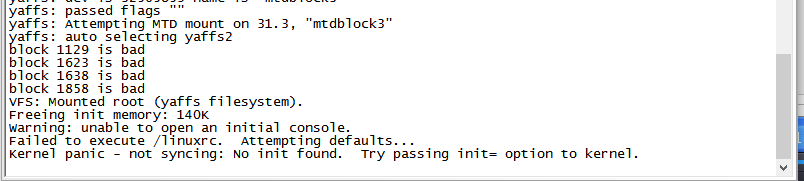 yaffs: passed flags ""
yaffs: Attempting MTD mount on 31.3, "mtdblock3"
yaffs: auto selecting yaffs2
block 1129 is bad
block 1623 is bad
block 1638 is bad
block 1858 is bad
VFS: Mounted root (yaffs filesystem).
Freeing init memory: 140K
Warning: unable to open an initial console.
Failed to execute /linuxrc.  Attempting defaults...
Kernel panic - not syncing: No init found.  Try passing init= option to kernel.